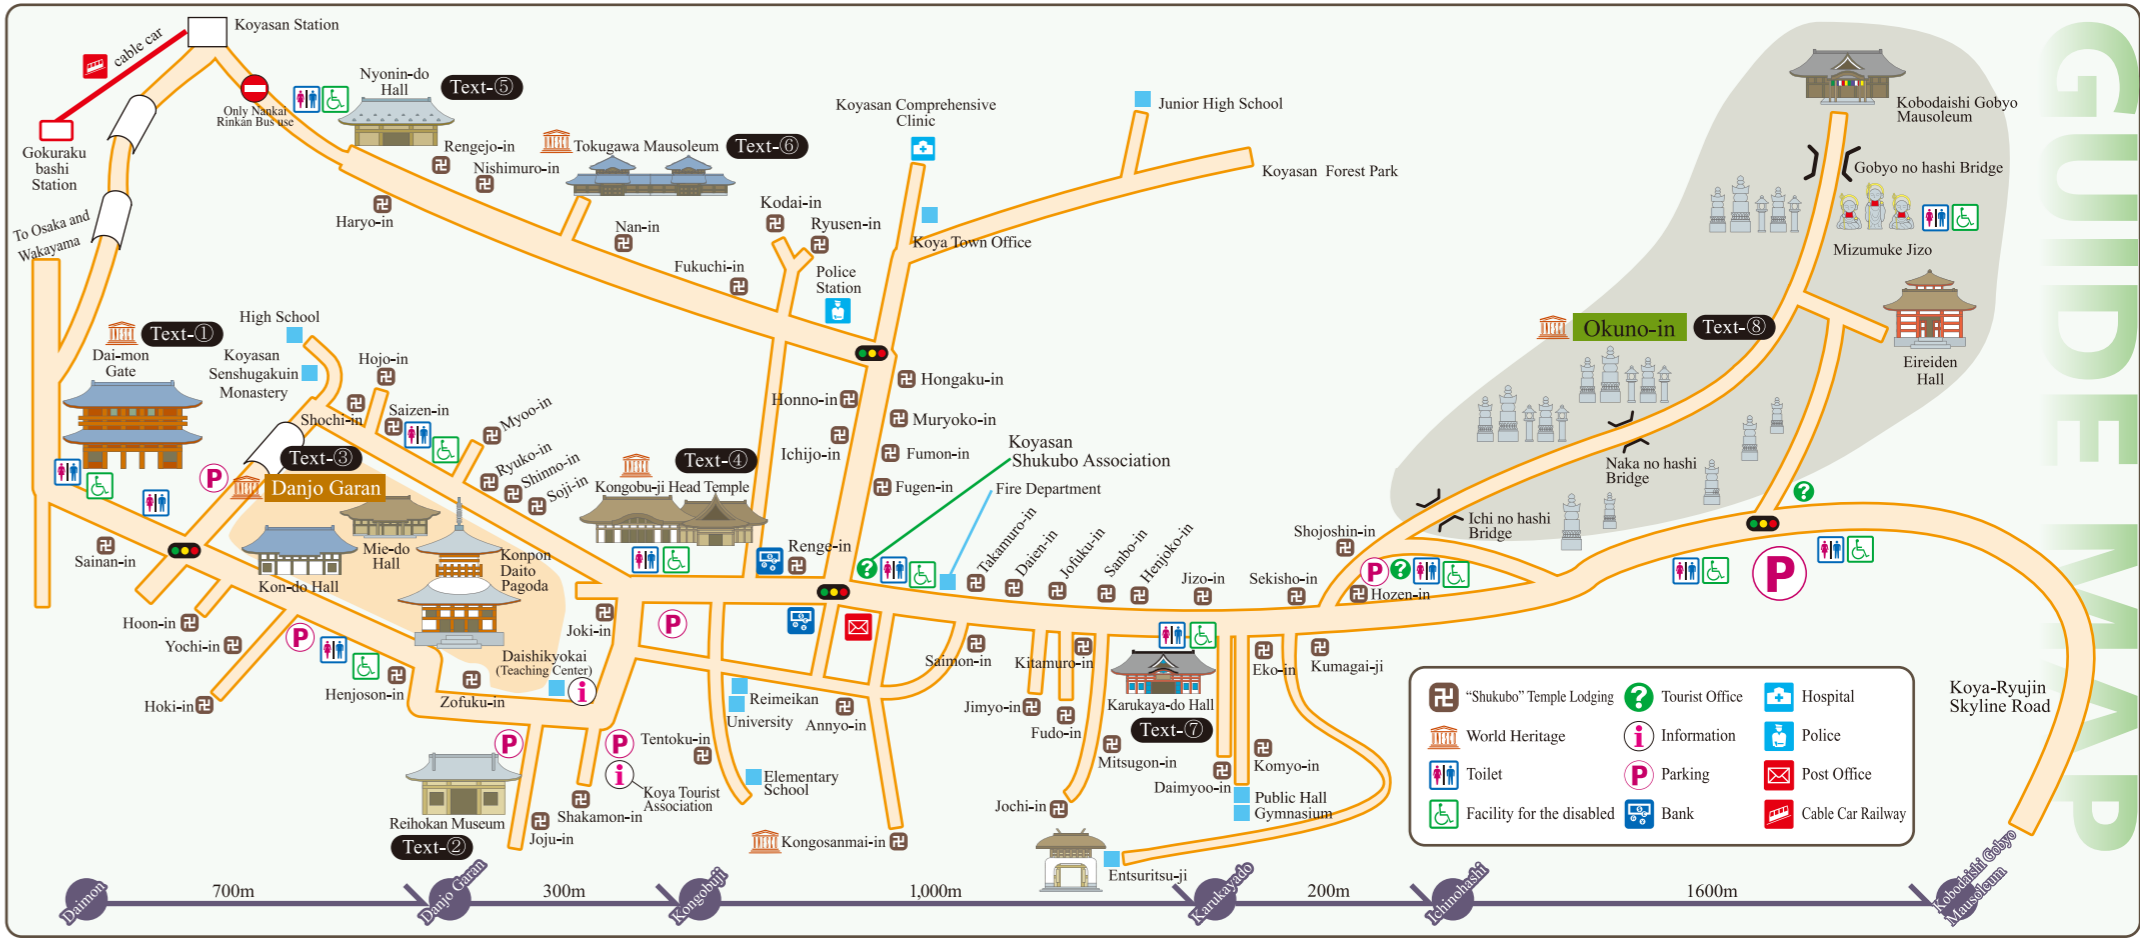 GUIDE MAP
Koyasan Station
cable car
Gokuraku
bashi
Station
Only Nankai
Rinkan Bus use
Nyonin-do
Hall
Text-⑤
Rengejo-in
Nishimuro-in
Haryo-in
Tokugawa Mausoleum
Text-⑥
Nan-in
Fukuchi-in
Kodai-in
Ryusen-in
Police
Station
Koyasan Comprehensive
Clinic
Koya Town Office
Junior High School
Koyasan Forest Park
To Osaka and
Wakayama
Dai-mon
Gate
Text-①
High School
Koyasan
Senshugakuin
Monastery
Hojo-in
Shochi-in
Saizen-in
Myoo-in
Ryuko-in
Shinno-in
Soji-in
P
Text-③
Danjo Garan
Kon-do Hall
Mie-do
Hall
Konpon
Daito
Pagoda
Text-④
Kongobu-ji Head Temple
Honno-in
Ichijo-in
Hongaku-in
Muryoko-in
Fumon-in
Fugen-in
Koyasan
Shukubo Association
Fire Department
Renge-in
?
Takamuro-in
Daien-in
Jofuku-in
Sanbo-in
Henjoko-in
Jizo-in
Sekisho-in
Shojoshin-in
P
?
Hozen-in
Kobodaishi Gobyo
Mausoleum
Gobyo no hashi Bridge
Mizumuke Jizo
Okuno-in
Text-⑧
Eireiden
Hall
Naka no hashi
Bridge
Ichi no hashi
Bridge
?
P
Sainan-in
Hoon-in
Yochi-in
Hoki-in
P
Henjoson-in
Zofuku-in
Joki-in
Daishikyokai
(Teaching Center)
i
P
P
Reihokan Museum
Text-②
Joju-in
Shakamon-in
P
i
Koya Tourist
Association
Tentoku-in
Reimeikan
University
Elementary
School
Annyo-in
Kongosanmai-in
Saimon-in
Kitamuro-in
Jimyo-in
Fudo-in
Karukaya-do Hall
Text-⑦
Mitsugon-in
Jochi-in
Entsuritsu-ji
Daimyoo-in
Eko-in
Kumagai-ji
Komyo-in
Public Hall
Gymnasium
Koya-Ryujin
Skyline Road
“Shukubo” Temple Lodging
? Tourist Office
Hospital
World Heritage
i Information
Police
Toilet
P Parking
Post Office
Facility for the disabled
Bank
Cable Car Railway
Daimon
700m
Danjo Garan
300m
Kongobuji
1,000m
Karukayado
200m
Ichinohashi
1600m
Kobodaishi Gobyo
Mausoleum